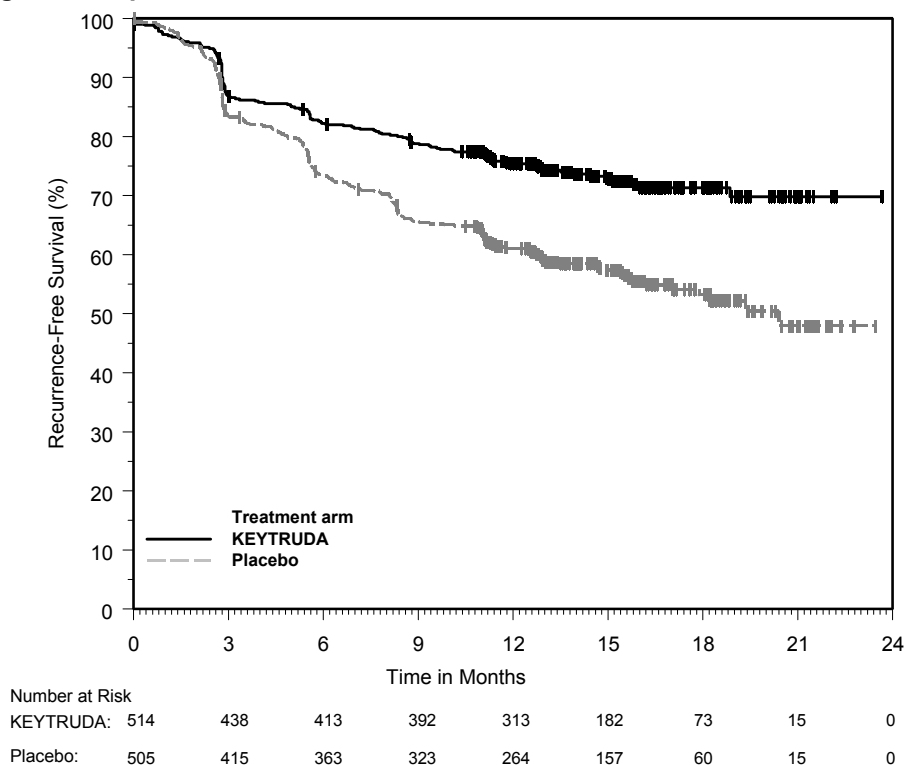 100
90
80
70
60
50
40
30
20
10
0
Recurrence-Free Survival (%)
Treatment arm
KEYTRUDA
Placebo
0 3 6 9 12 15 18 21 24
Time in Months
Number at Risk
KEYTRUDA: 514 438 413 392 313 182 73 15 0
Placebo: 505 415 363 323 264 157 60 15 0